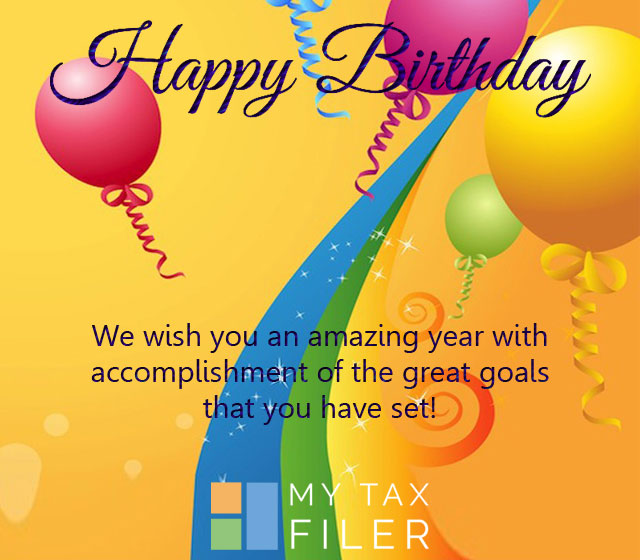 Happy Birthday
We wish you an amazing year with
accomplishment of the great goals
that you have set!
MY TAX
FILER